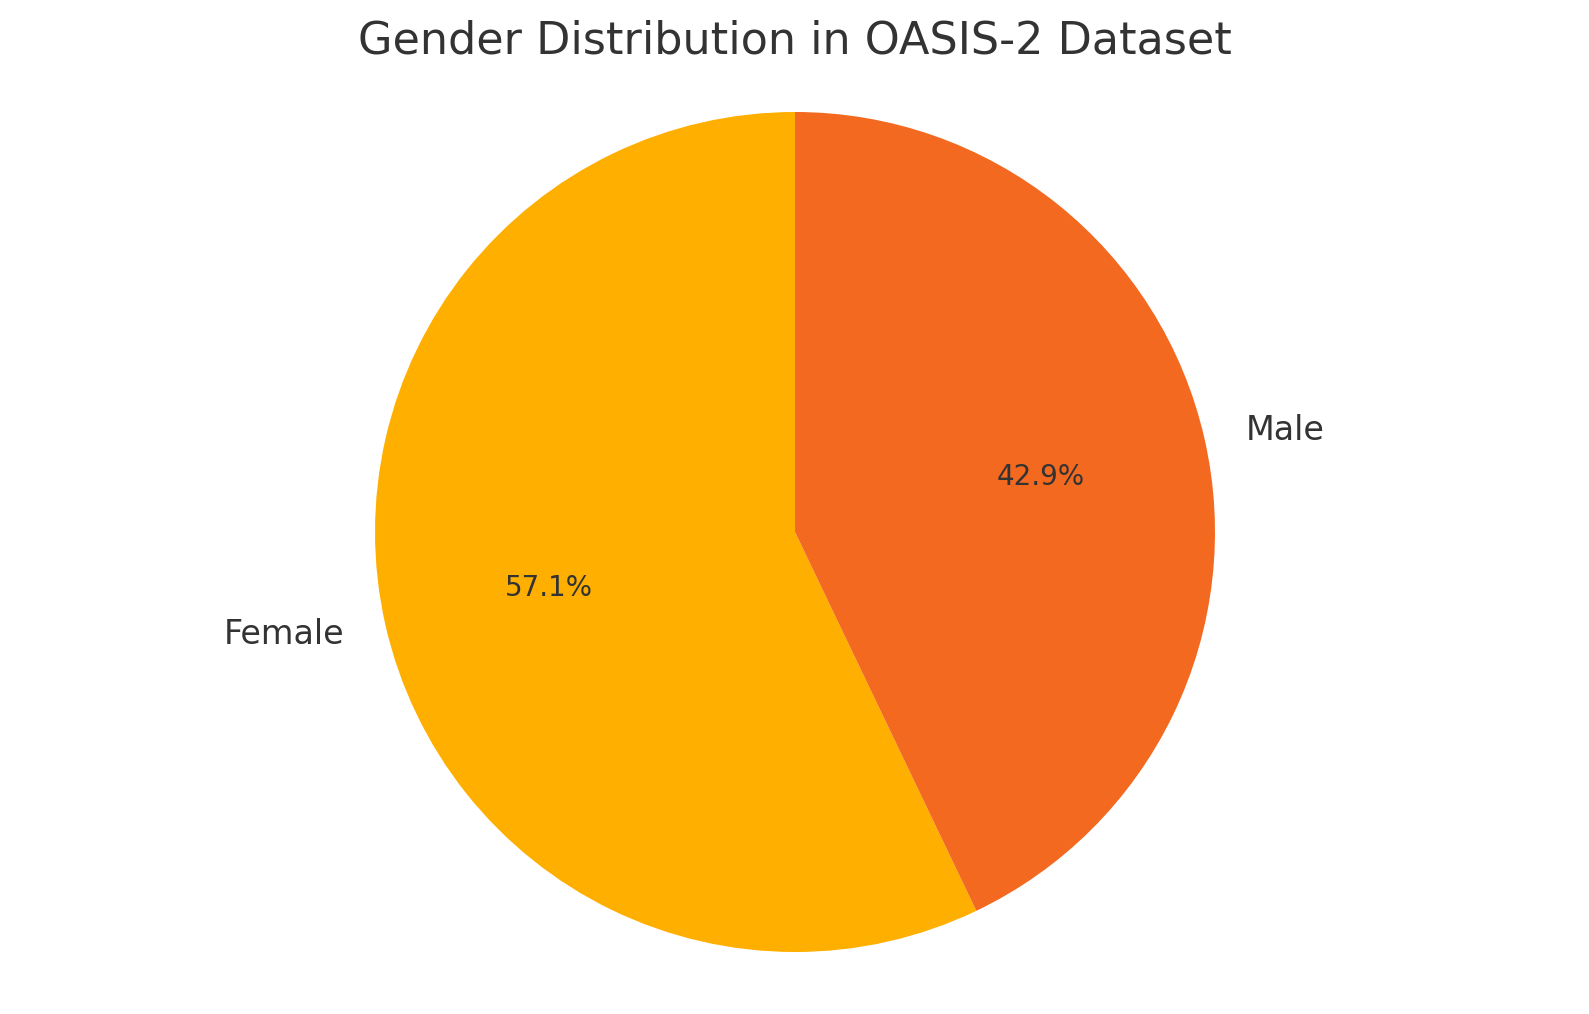 Gender Distribution in OASIS-2 Dataset
Male
42.9%
57.1%
Female